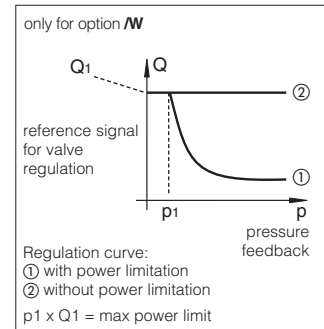 only for option /W
Q1
Q
②
reference signal
for valve
regulation
①
p1
p
pressure
feedback
Regulation curve:
① with power limitation
② without power limitation
p1 x Q1 = max power limit